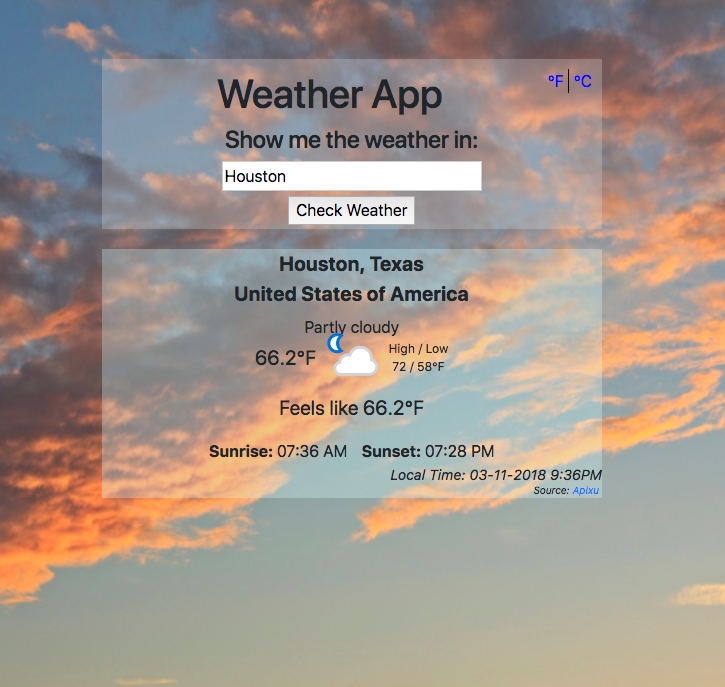 Weather App
°F | °C
Show me the weather in:
Houston
Check Weather
Houston, Texas
United States of America
Partly cloudy
66.2°F
High / Low
72 / 58°F
Feels like 66.2°F
Sunrise: 07:36 AM Sunset: 07:28 PM
Local Time: 03-11-2018 9:36PM
Source: Apixu